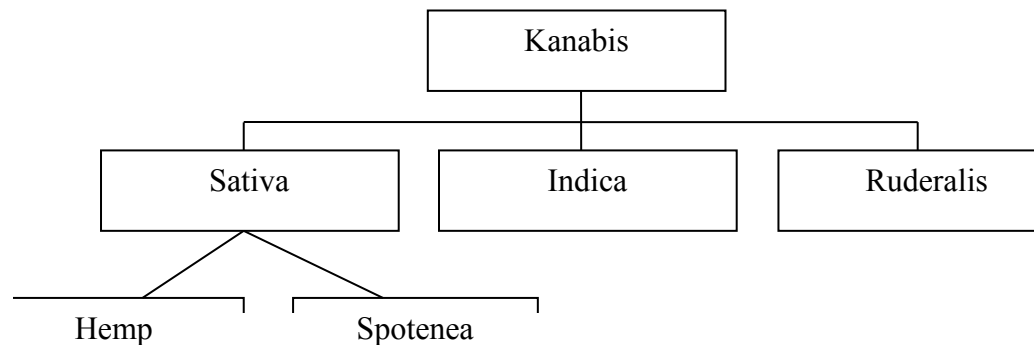 Kanabis
Sativa
Indica
Ruderalis
Hemp
Spotenea